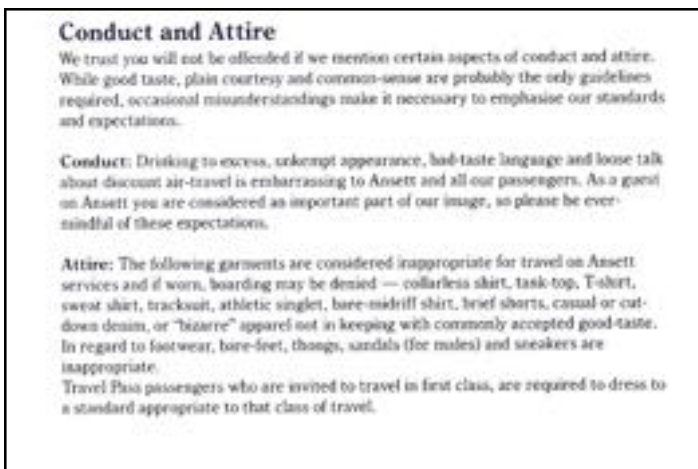 Conduct and Attire
We trust you will not be offended if we mention certain aspects of conduct and attire.
While good taste, plain courtesy and common-sense are probably the only guidelines
required, occasional misunderstandings make it necessary to emphasise our standards
and expectations.
Conduct: Drinking to excess, unkempt appearance, bad-taste language and loose talk
about discount air-travel is embarrassing to Ansett and all our passengers. As a guest
on Ansett you are considered an important part of our image, so please be ever-
mindful of these expectations.
Attire: The following garments are considered inappropriate for travel on Ansett
services and if worn, boarding may be denied — collarless shirt, tank-top, T-shirt,
sweat shirt, tracksuit, athletic singlet, bare-midriff shirt, brief shorts, casual or cut-
down denim, or "bizarre" apparel not in keeping with commonly accepted good-taste.
In regard to footwear, bare-feet, thongs, sandals (for males) and sneakers are
inappropriate.
Travel Pass passengers who are invited to travel in first class, are required to dress to
a standard appropriate to that class of travel.